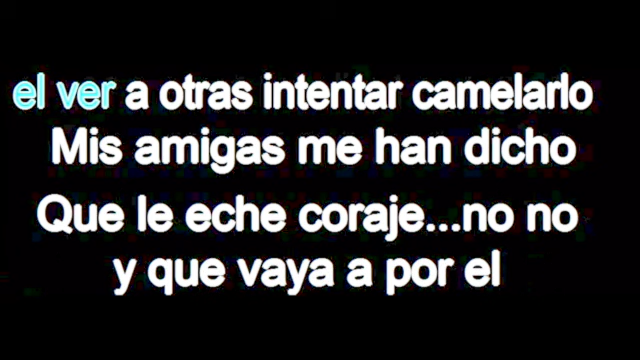 el ver a otras intentar camelarlo
Mis amigas me han dicho
Que le eche coraje...no no
y que vaya a por el